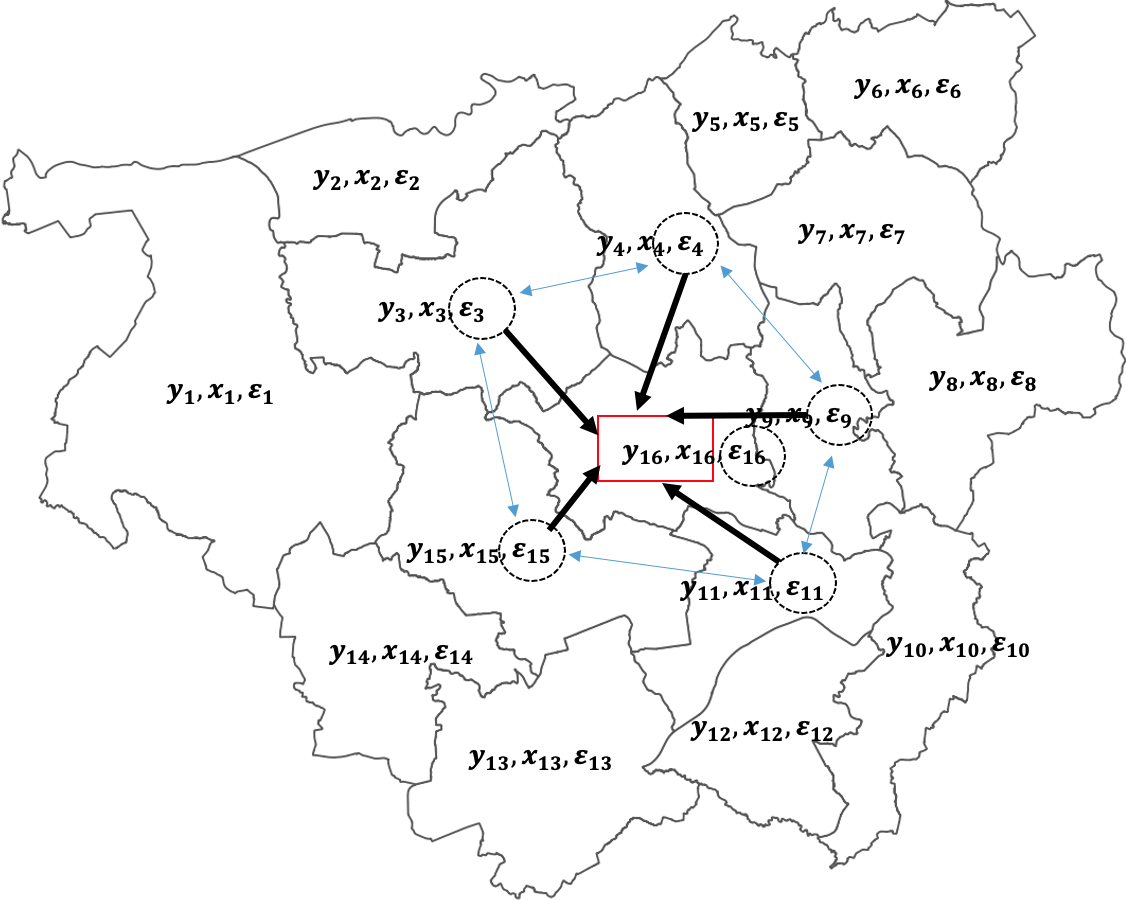 y₆, x₆, ε₆
y₅, x₅, ε₅
y₂, x₂, ε₂
y₇, x₇, ε₇
y₄, x₄, ε₄
y₃, x₃, ε₃
y₈, x₈, ε₈
y₁, x₁, ε₁
y₉, x₉, ε₉
y₁₆, x₁₆, ε₁₆
y₁₅, x₁₅, ε₁₅
y₁₁, x₁₁, ε₁₁
y₁₀, x₁₀, ε₁₀
y₁₄, x₁₄, ε₁₄
y₁₂, x₁₂, ε₁₂
y₁₃, x₁₃, ε₁₃